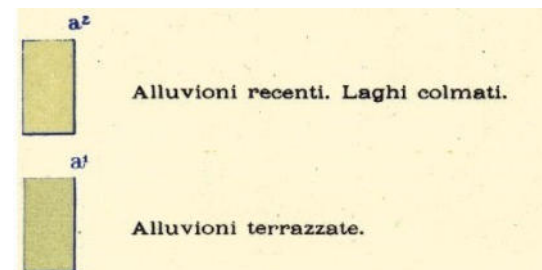 a²
Alluvioni recenti. Laghi colmati.
a¹
Alluvioni terrazzate.